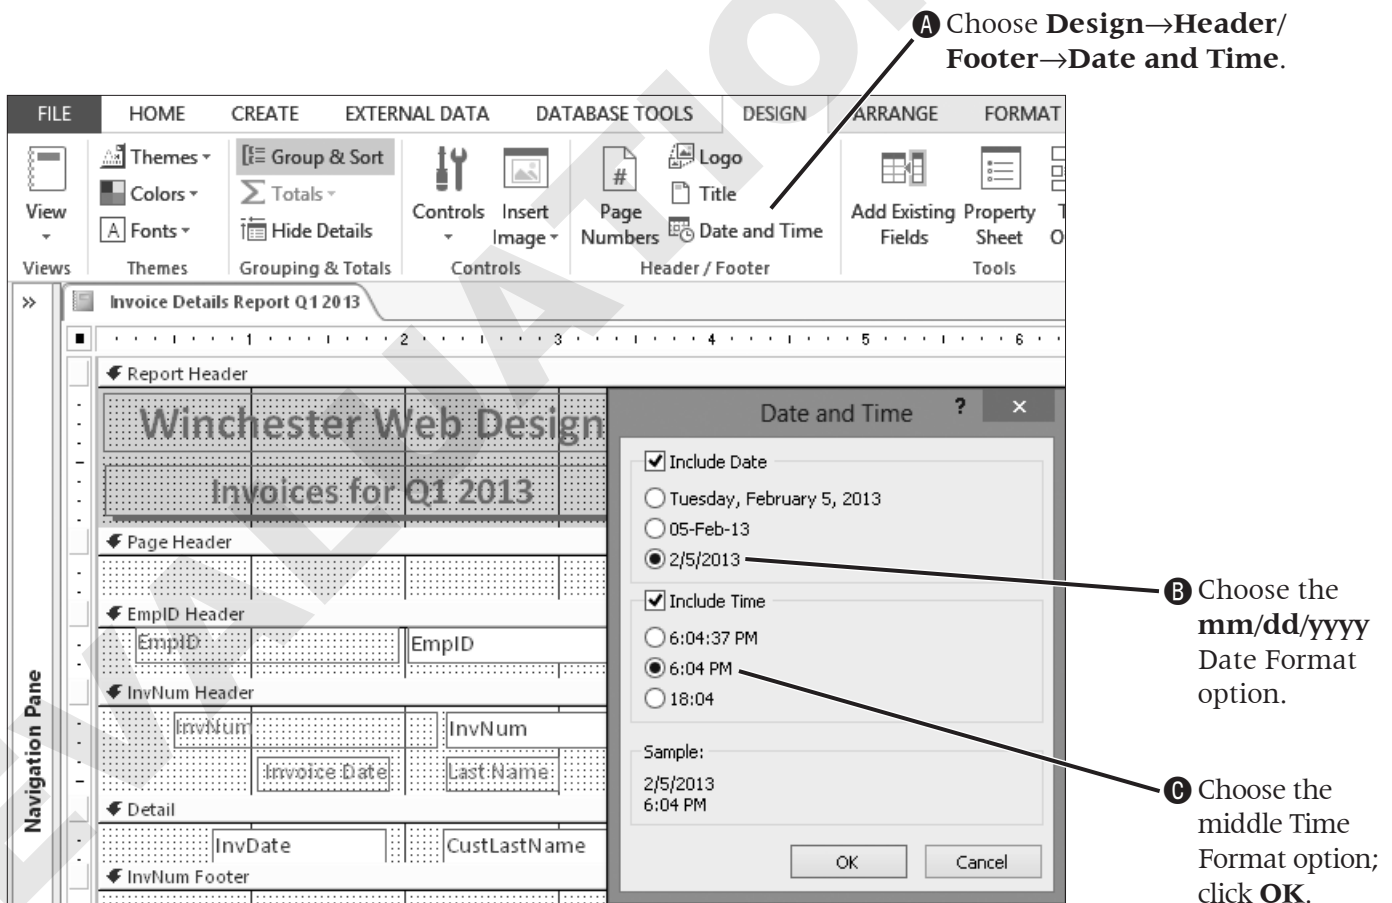 A Choose Design→Header/
Footer→Date and Time.
FILE HOME CREATE EXTERNAL DATA DATABASE TOOLS DESIGN ARRANGE FORMAT
View
Views
Themes
Colors
A Fonts
Themes
Group & Sort
Totals
Hide Details
Grouping & Totals
Controls
Insert
Image
Controls
#
Page
Numbers
Logo
Title
Date and Time
Header / Footer
Add Existing
Fields
Property
Sheet
Tools
»
Invoice Details Report Q1 2013
1 2 3 4 5 6
Report Header
Winchester Web Design
Invoices for Q1 2013
Page Header
EmpID Header
EmpID EmpID
InvNum Header
InvNum InvNum
Invoice Date Last Name
Detail
InvDate CustLastName
InvNum Footer
Navigation Pane
Date and Time ? ×
Include Date
Tuesday, February 5, 2013
05-Feb-13
2/5/2013
Include Time
6:04:37 PM
6:04 PM
18:04
Sample:
2/5/2013
6:04 PM
OK Cancel
B Choose the
mm/dd/yyyy
Date Format
option.
C Choose the
middle Time
Format option;
click OK.
EVALUATION